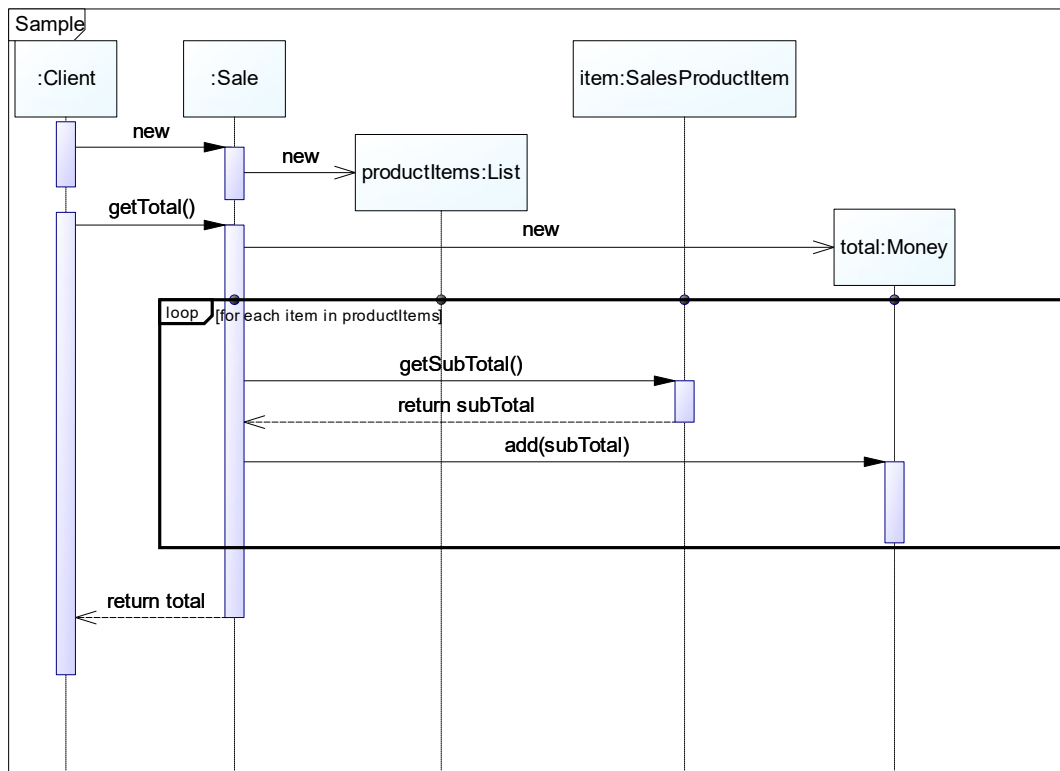 Sample
:Client
:Sale
item:SalesProductItem
new
new
productItems:List
getTotal()
new
total:Money
loop
[for each item in productItems]
getSubTotal()
return subTotal
add(subTotal)
return total